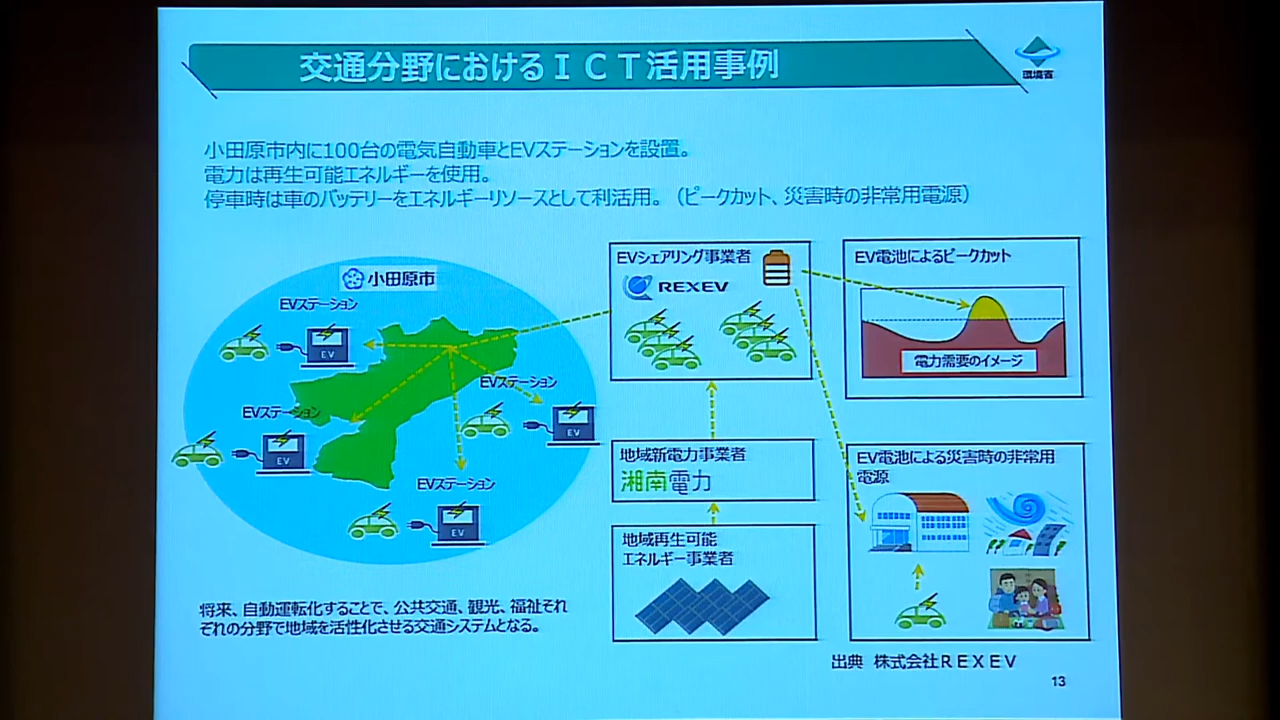 交通分野におけるＩＣＴ活用事例
環境省
小田原市内に100台の電気自動車とEVステーションを設置。
電力は再生可能エネルギーを使用。
停車時は車のバッテリーをエネルギーリソースとして利活用。（ピークカット、災害時の非常用電源）
小田原市
EVステーション
EV
EVステーション
EV
EVステーション
EV
EVステーション
EV
EVシェアリング事業者
REXEV
地域新電力事業者
湘南電力
地域再生可能
エネルギー事業者
EV電池によるピークカット
電力需要のイメージ
EV電池による災害時の非常用
電源
将来、自動運転化することで、公共交通、観光、福祉それ
ぞれの分野で地域を活性化させる交通システムとなる。
出典　株式会社ＲＥＸＥＶ
13